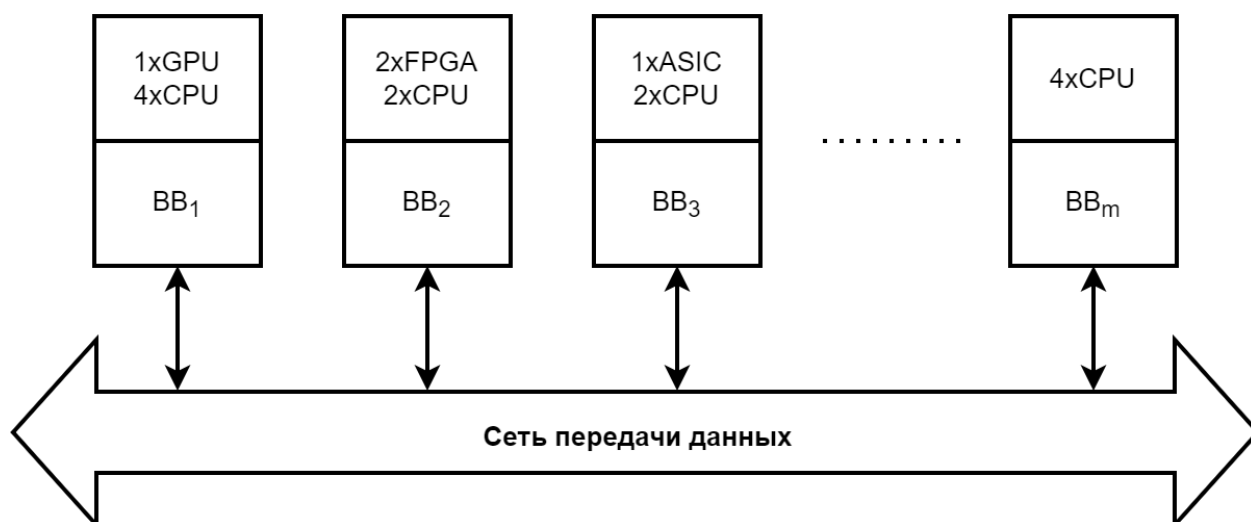 1xGPU
4xCPU
BB₁
2xFPGA
2xCPU
BB₂
1xASIC
2xCPU
BB₃
.........
4xCPU
BBₘ
Сеть передачи данных